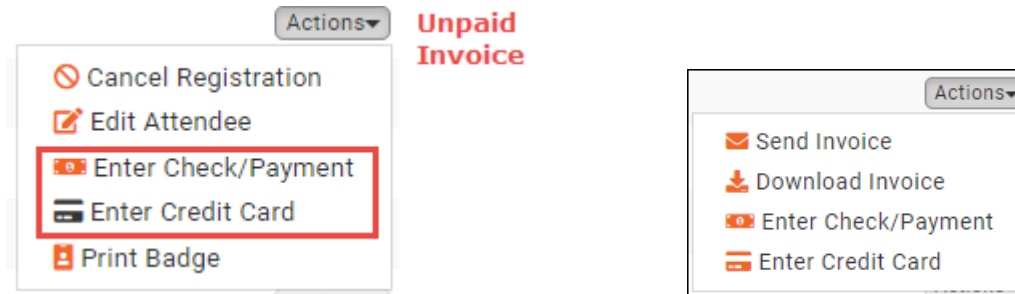 Actions
Unpaid
Invoice
Cancel Registration
Edit Attendee
Enter Check/Payment
Enter Credit Card
Print Badge
Actions
Send Invoice
Download Invoice
Enter Check/Payment
Enter Credit Card